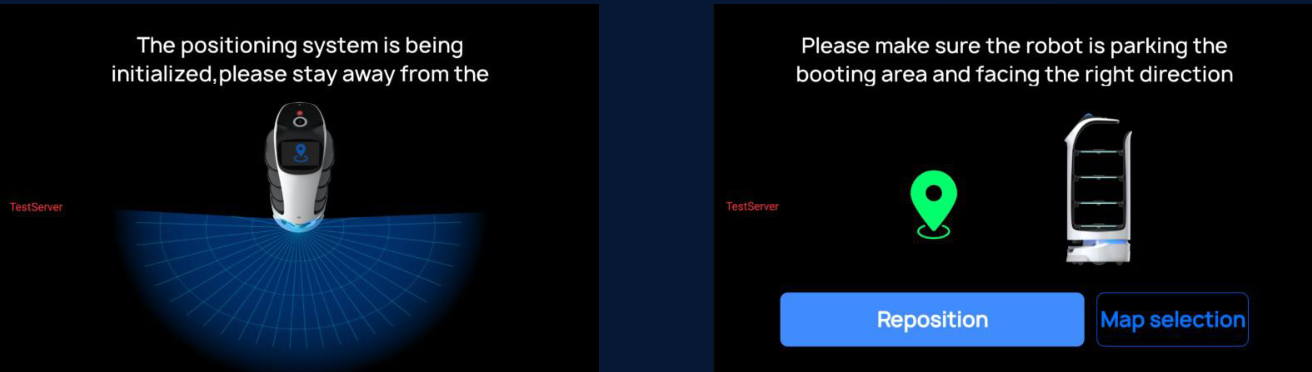 The positioning system is being
initialized,please stay away from the
TestServer
Please make sure the robot is parking the
booting area and facing the right direction
TestServer
Reposition
Map selection